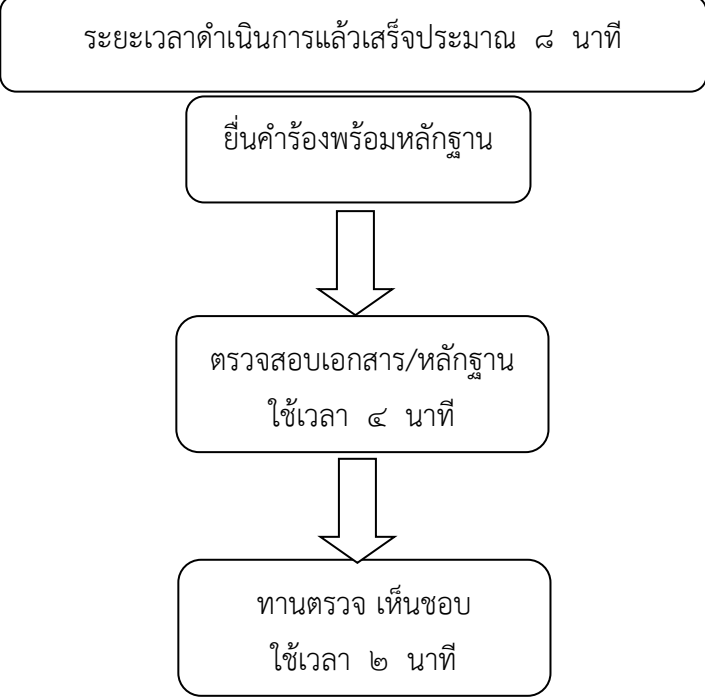 ระยะเวลาดำเนินการแล้วเสร็จประมาณ ๘ นาที
ยื่นคำร้องพร้อมหลักฐาน
ตรวจสอบเอกสาร/หลักฐาน
ใช้เวลา ๔ นาที
ทานตรวจ เห็นชอบ
ใช้เวลา ๒ นาที